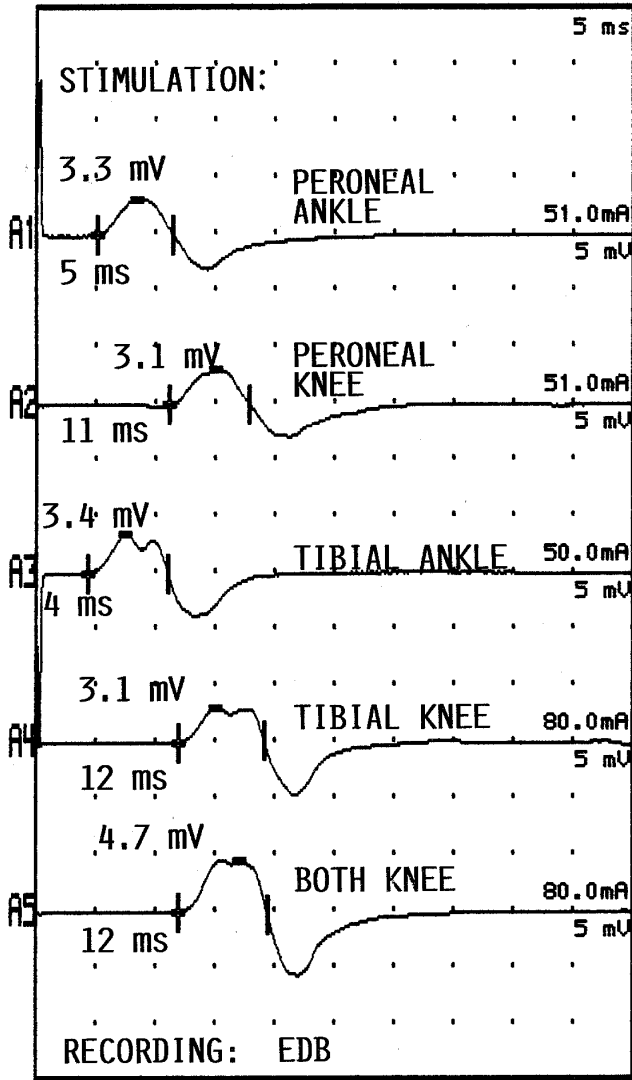 5 ms
STIMULATION:
3.3 mV
PERONEAL
ANKLE
A1
51.0mA
5 mV
5 ms
3.1 mV
PERONEAL
KNEE
A2
51.0mA
5 mV
11 ms
3.4 mV
A3
TIBIAL ANKLE
50.0mA
5 mV
4 ms
3.1 mV
TIBIAL KNEE
A4
80.0mA
5 mV
12 ms
4.7 mV
BOTH KNEE
A5
80.0mA
5 mV
12 ms
RECORDING: EDB